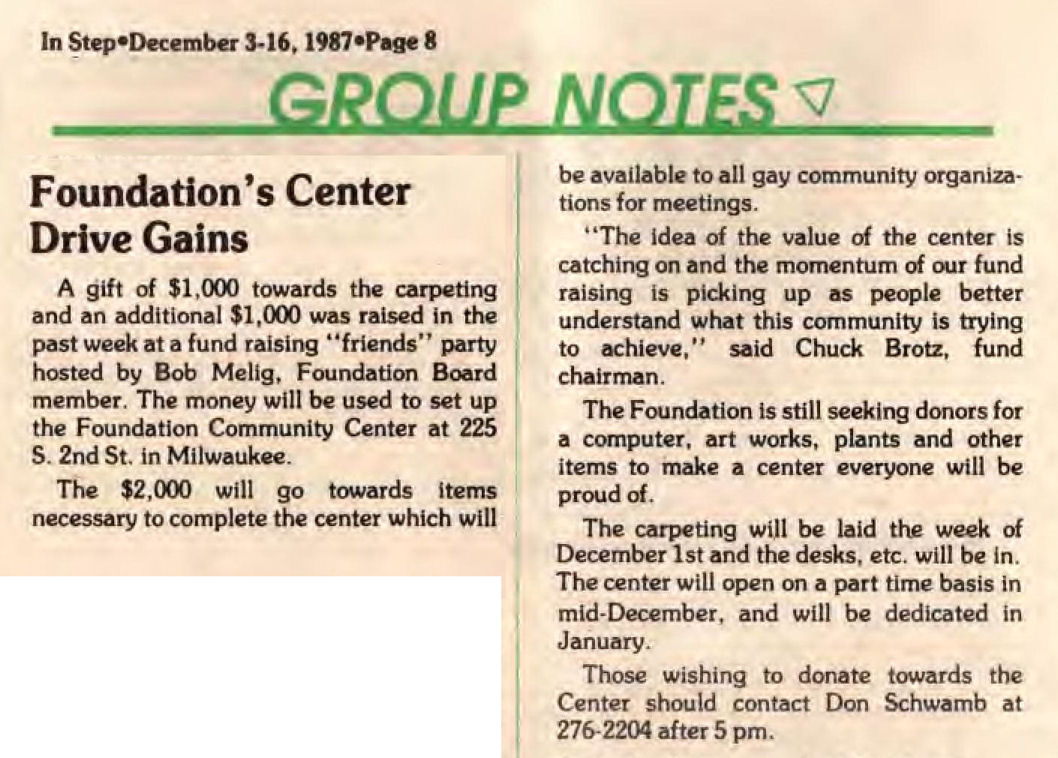 In Step•December 3-16, 1987•Page 8
GROUP NOTES
Foundation's Center
Drive Gains
A gift of $1,000 towards the carpeting
and an additional $1,000 was raised in the
past week at a fund raising "friends" party
hosted by Bob Melig, Foundation Board
member. The money will be used to set up
the Foundation Community Center at 225
S. 2nd St. in Milwaukee.
The $2,000 will go towards items
necessary to complete the center which will
be available to all gay community organiza-
tions for meetings.
"The idea of the value of the center is
catching on and the momentum of our fund
raising is picking up as people better
understand what this community is trying
to achieve," said Chuck Brotz, fund
chairman.
The Foundation is still seeking donors for
a computer, art works, plants and other
items to make a center everyone will be
proud of.
The carpeting will be laid the week of
December 1st and the desks, etc. will be in.
The center will open on a part time basis in
mid-December, and will be dedicated in
January.
Those wishing to donate towards the
Center should contact Don Schwamb at
276-2204 after 5 pm.